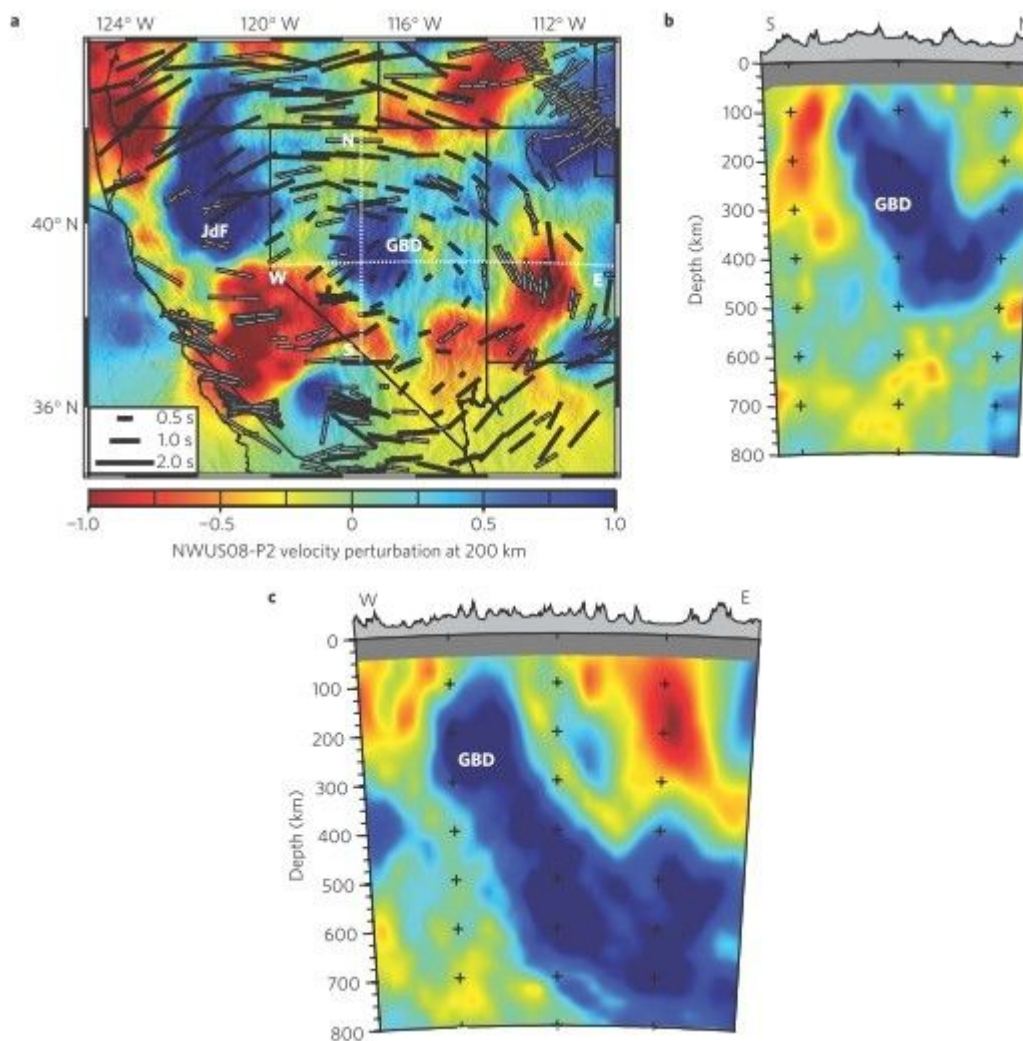 a
124° W 120° W 116° W 112° W
40° N
36° N
N
JdF
GBD
W
E
S
0.5 s
1.0 s
2.0 s
−1.0 −0.5 0 0.5 1.0
NWUS08-P2 velocity perturbation at 200 km
b
S N
0
100
200
300
400
500
600
700
800
Depth (km)
GBD
c
W E
0
100
200
300
400
500
600
700
800
Depth (km)
GBD